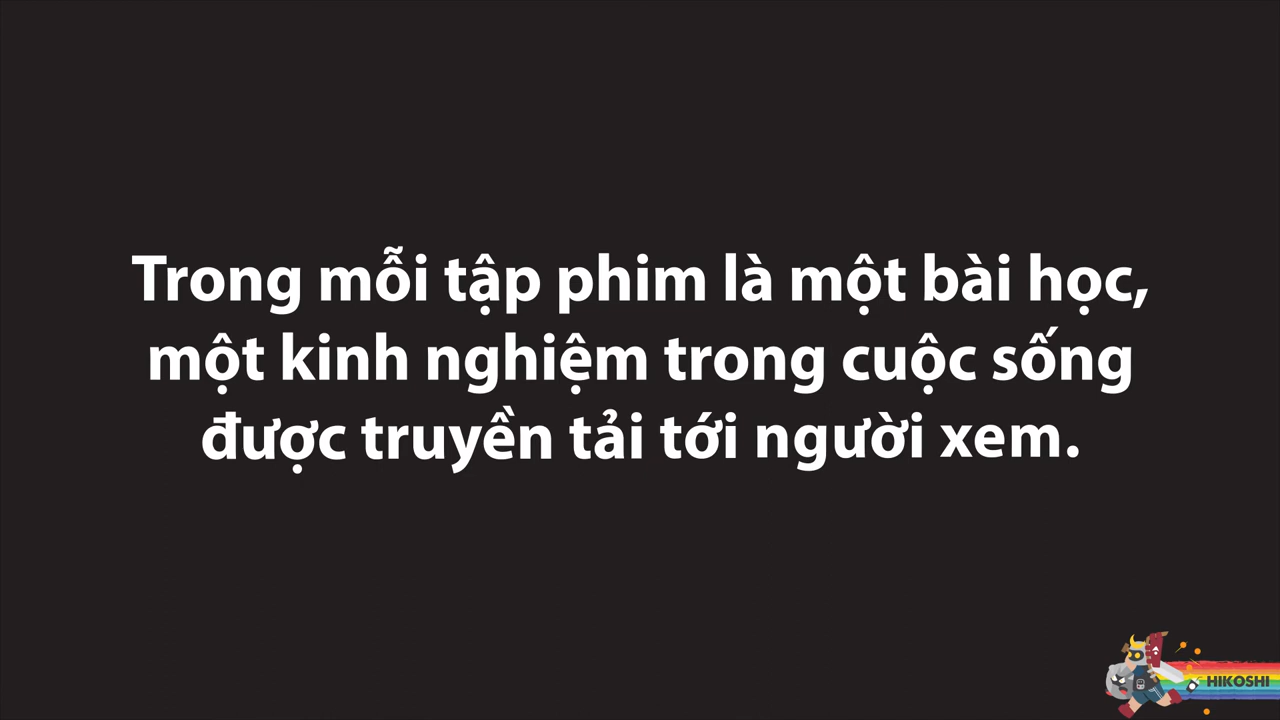 Trong mỗi tập phim là một bài học,
một kinh nghiệm trong cuộc sống
được truyền tải tới người xem.
HIKOSHI